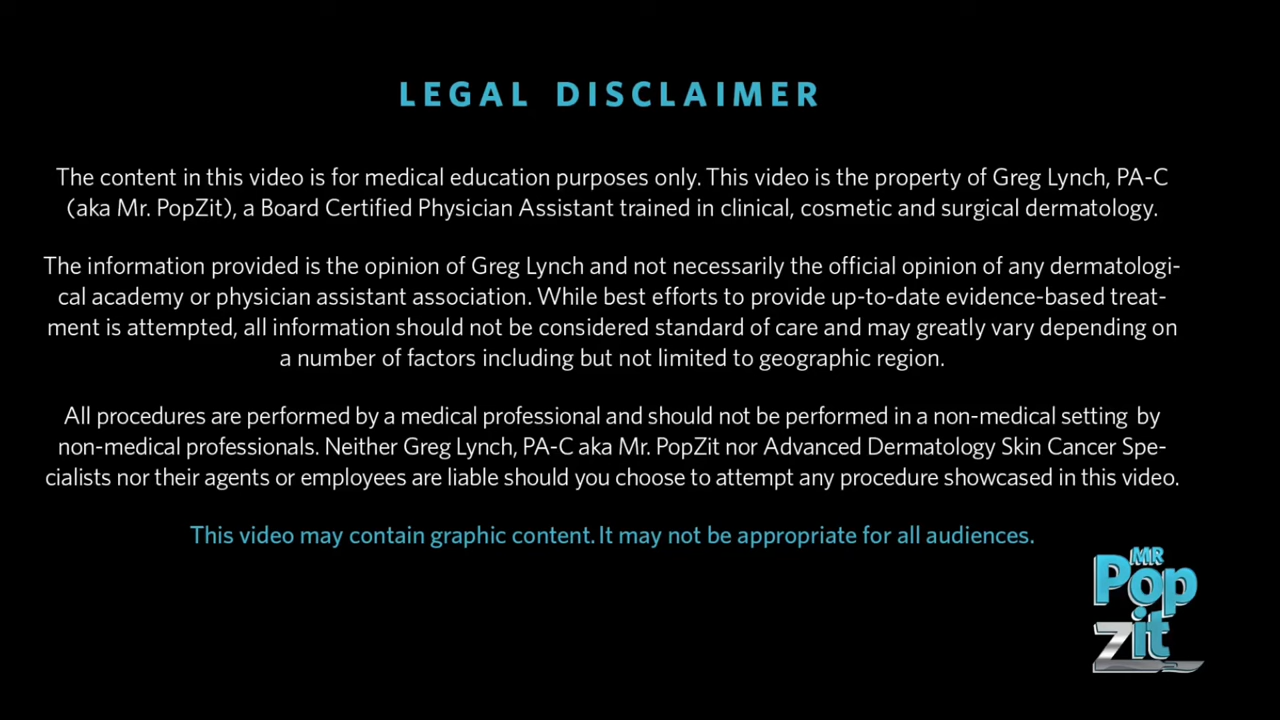 LEGAL DISCLAIMER
The content in this video is for medical education purposes only. This video is the property of Greg Lynch, PA-C
(aka Mr. PopZit), a Board Certified Physician Assistant trained in clinical, cosmetic and surgical dermatology.
The information provided is the opinion of Greg Lynch and not necessarily the official opinion of any dermatologi-
cal academy or physician assistant association. While best efforts to provide up-to-date evidence-based treat-
ment is attempted, all information should not be considered standard of care and may greatly vary depending on
a number of factors including but not limited to geographic region.
All procedures are performed by a medical professional and should not be performed in a non-medical setting by
non-medical professionals. Neither Greg Lynch, PA-C aka Mr. PopZit nor Advanced Dermatology Skin Cancer Spe-
cialists nor their agents or employees are liable should you choose to attempt any procedure showcased in this video.
This video may contain graphic content. It may not be appropriate for all audiences.
MR
Pop
Zit